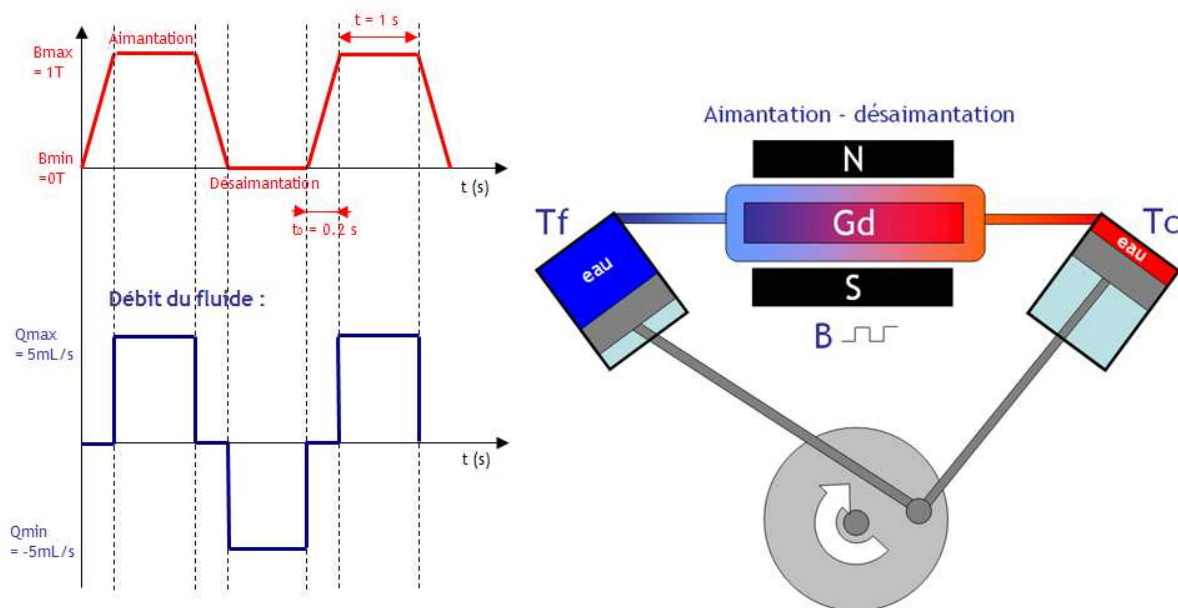 t = 1 s
Aimantation
Bmax
= 1T
Bmin
=0T
Désaimantation
t (s)
t₀ = 0.2 s
Débit du fluide :
Qmax
= 5mL/s
t (s)
Qmin
= -5mL/s
Aimantation - désaimantation
N
Tf
Gd
Tc
eau
eau
S
B